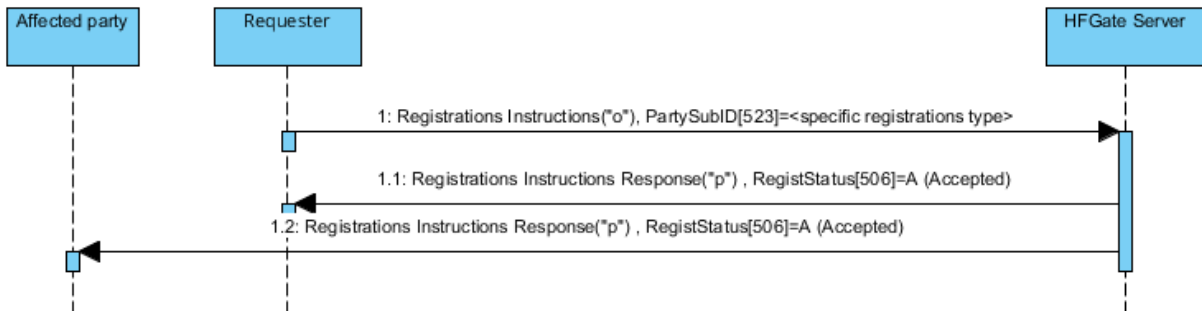 Affected party
Requester
HFGate Server
1: Registrations Instructions("o"), PartySubID[523]=<specific registrations type>
1.1: Registrations Instructions Response("p") , RegistStatus[506]=A (Accepted)
1.2: Registrations Instructions Response("p") , RegistStatus[506]=A (Accepted)